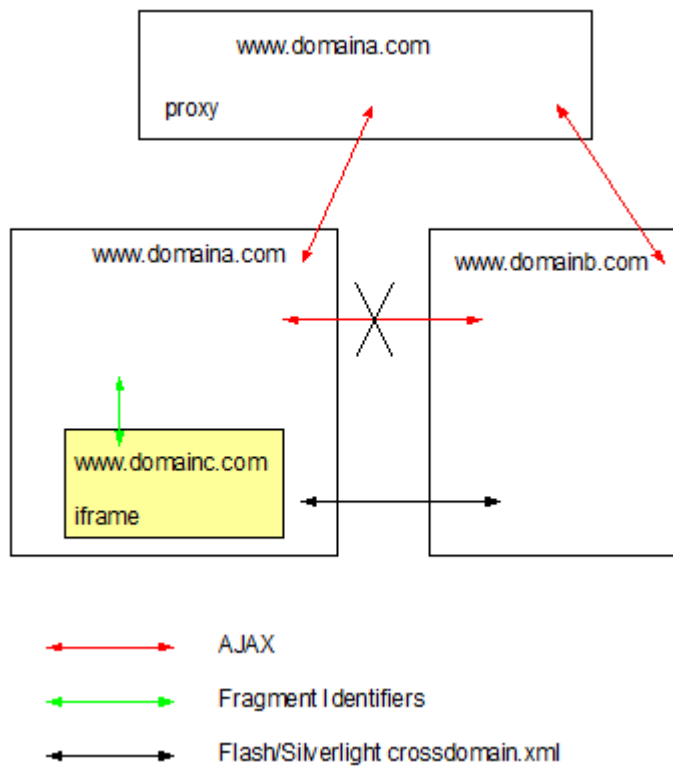 www.domaina.com
proxy
www.domaina.com
www.domainb.com
www.domainc.com
iframe
AJAX
Fragment Identifiers
Flash/Silverlight crossdomain.xml